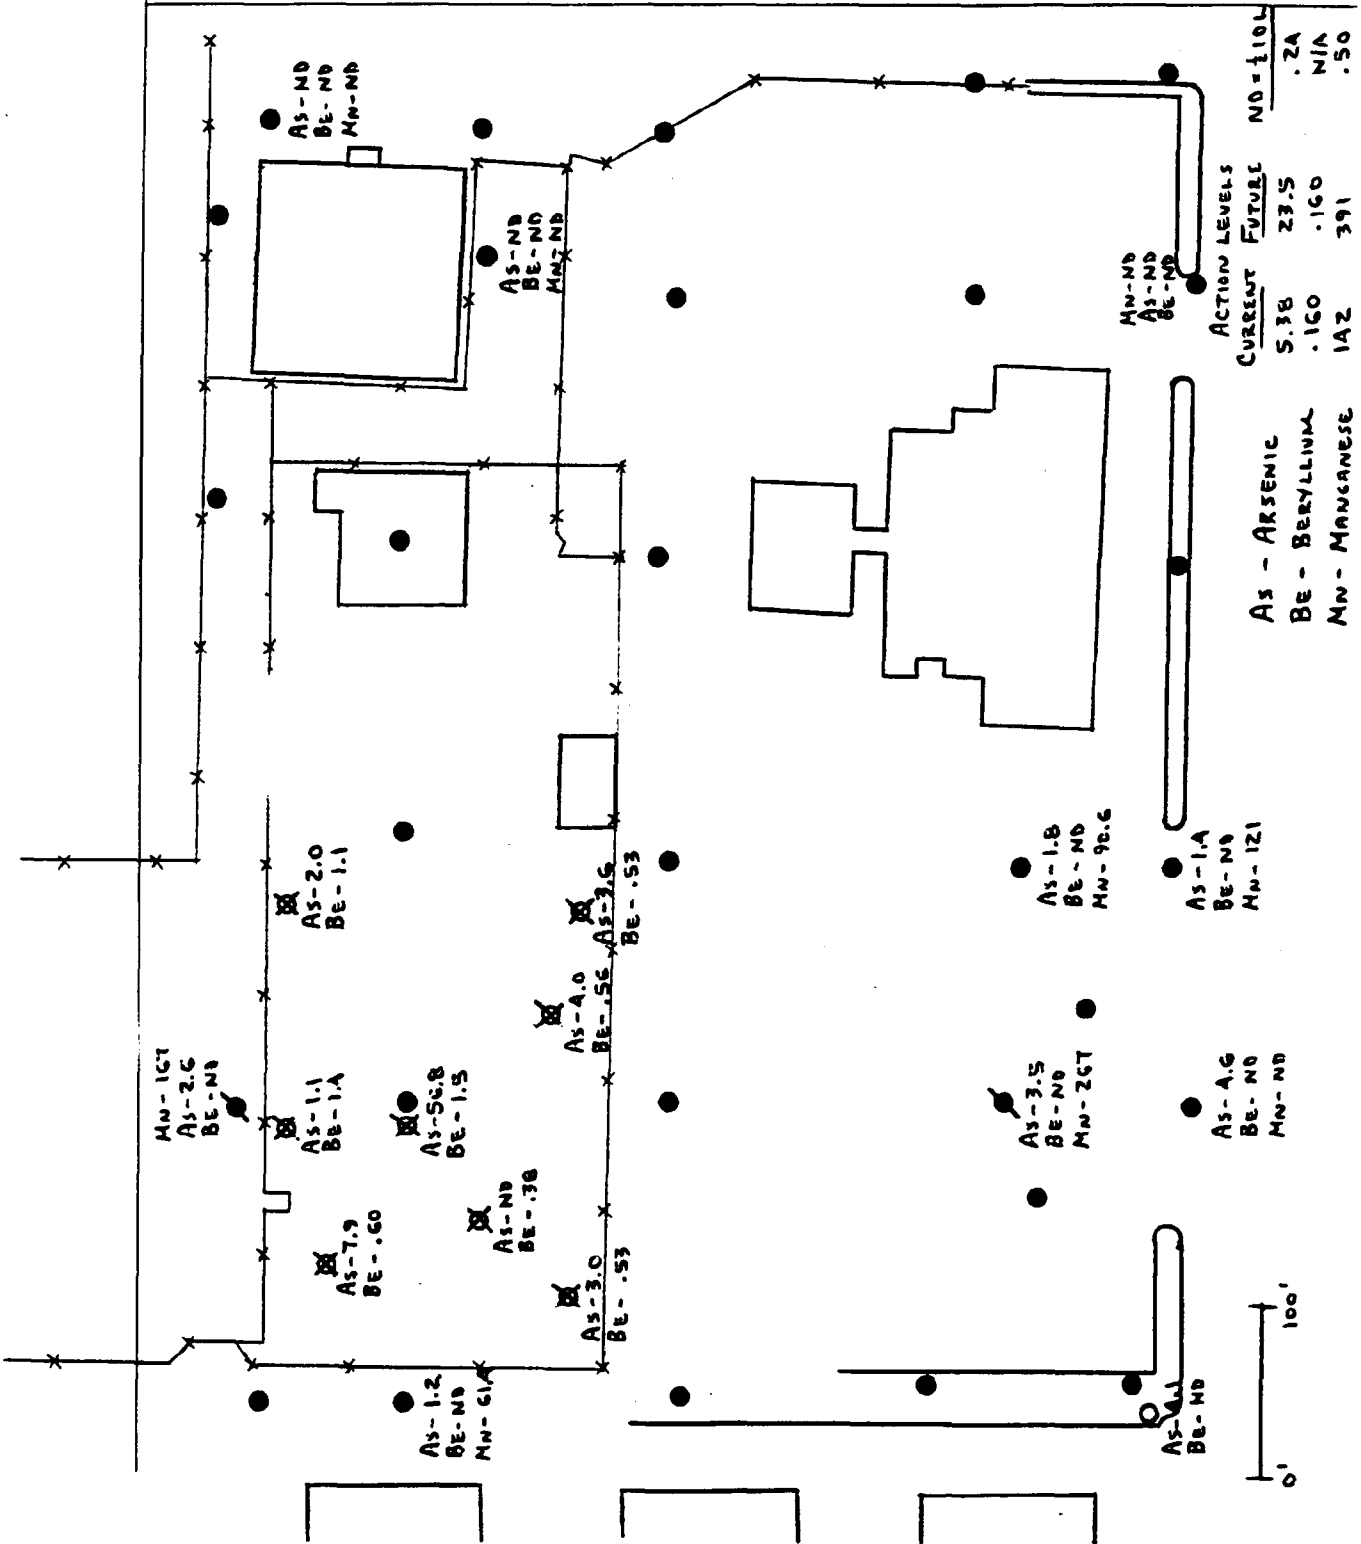 As-ND
BE-ND
MN-ND
As-ND
BE-ND
MN-ND
MN-ND
As-ND
BE-ND
As-2.0
BE-1.1
As-3.6
BE-.53
As-4.0
BE-.56
MN-167
As-2.6
BE-ND
As-1.1
BE-1.4
As-56.8
BE-1.5
As-ND
BE-.38
As-7.9
BE-.60
As-3.0
BE-.53
As-1.2
BE-ND
As-1.8
BE-ND
MN-90.6
As-1.4
BE-ND
MN-121
As-3.5
BE-ND
MN-267
As-4.6
BE-ND
MN-ND
BE-ND
0' 100'
ACTION LEVELS
CURRENT FUTURE ND=½IDL
As - ARSENIC 5.38 23.5 .24
BE - BERYLLIUM .160 .160 N/A
MN - MANGANESE 142 391 .50